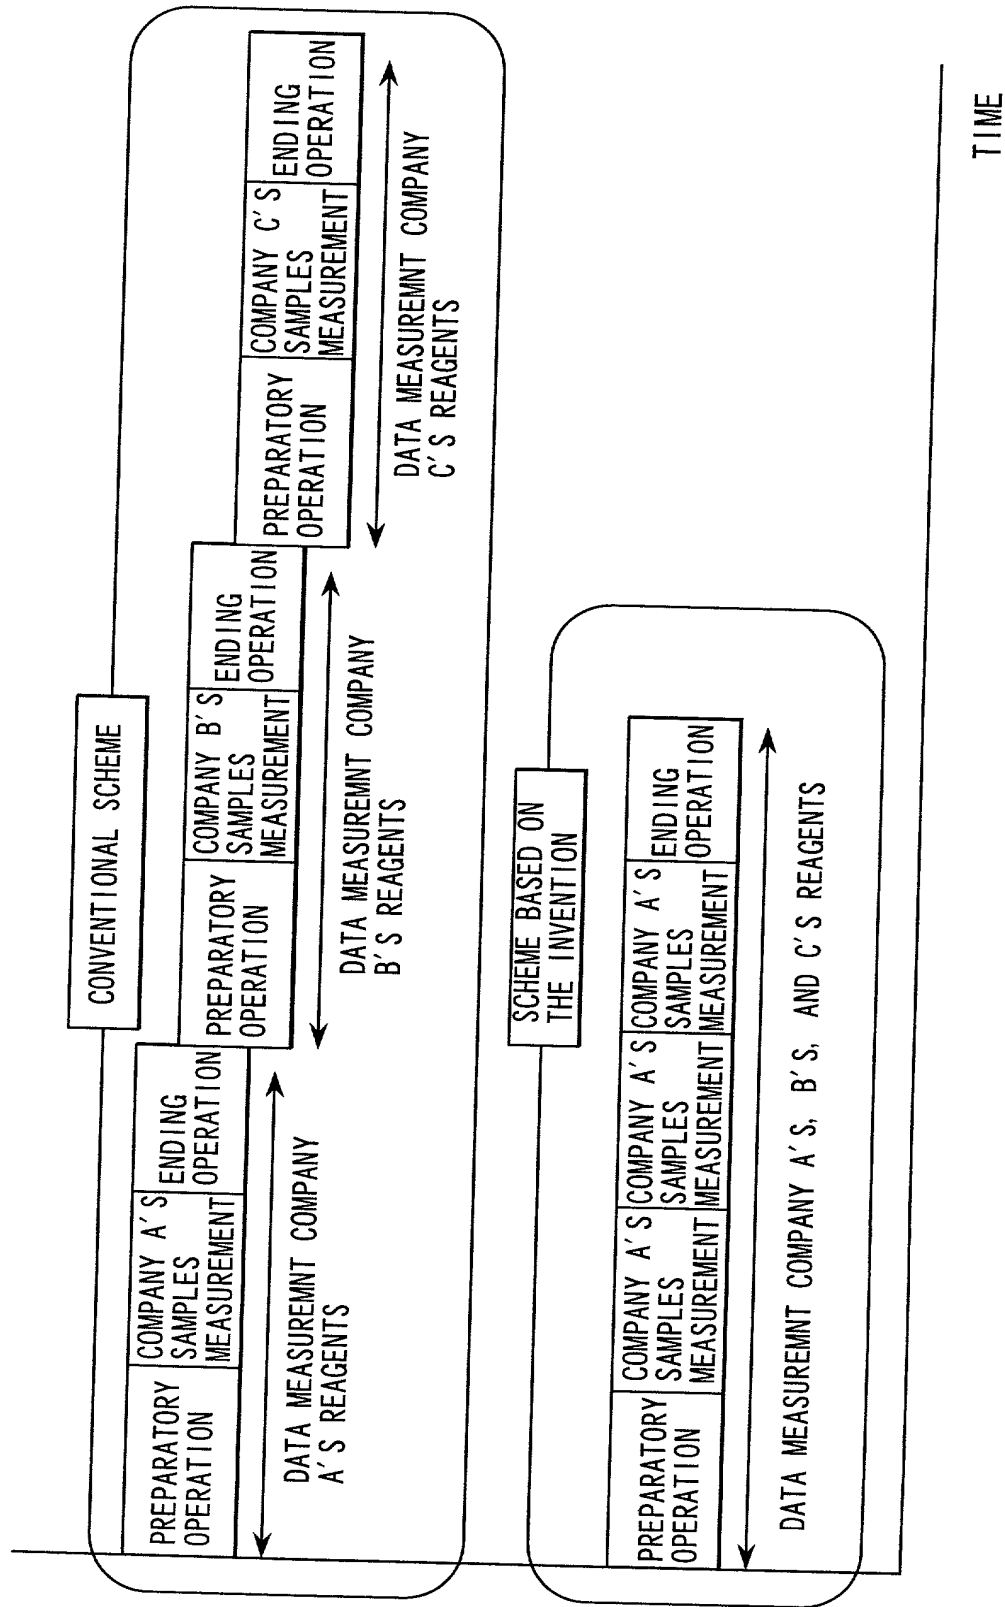 CONVENTIONAL SCHEME
PREPARATORY
OPERATION
COMPANY A'S
SAMPLES
MEASUREMENT
ENDING
OPERATION
DATA MEASUREMNT COMPANY
A'S REAGENTS
PREPARATORY
OPERATION
COMPANY B'S
SAMPLES
MEASUREMENT
ENDING
OPERATION
DATA MEASUREMNT COMPANY
B'S REAGENTS
PREPARATORY
OPERATION
COMPANY C'S
SAMPLES
MEASUREMENT
ENDING
OPERATION
DATA MEASUREMNT COMPANY
C'S REAGENTS
SCHEME BASED ON
THE INVENTION
PREPARATORY
OPERATION
COMPANY A'S
SAMPLES
MEASUREMENT
COMPANY A'S
SAMPLES
MEASUREMENT
COMPANY A'S
SAMPLES
MEASUREMENT
ENDING
OPERATION
DATA MEASUREMNT COMPANY A'S, B'S, AND C'S REAGENTS
TIME